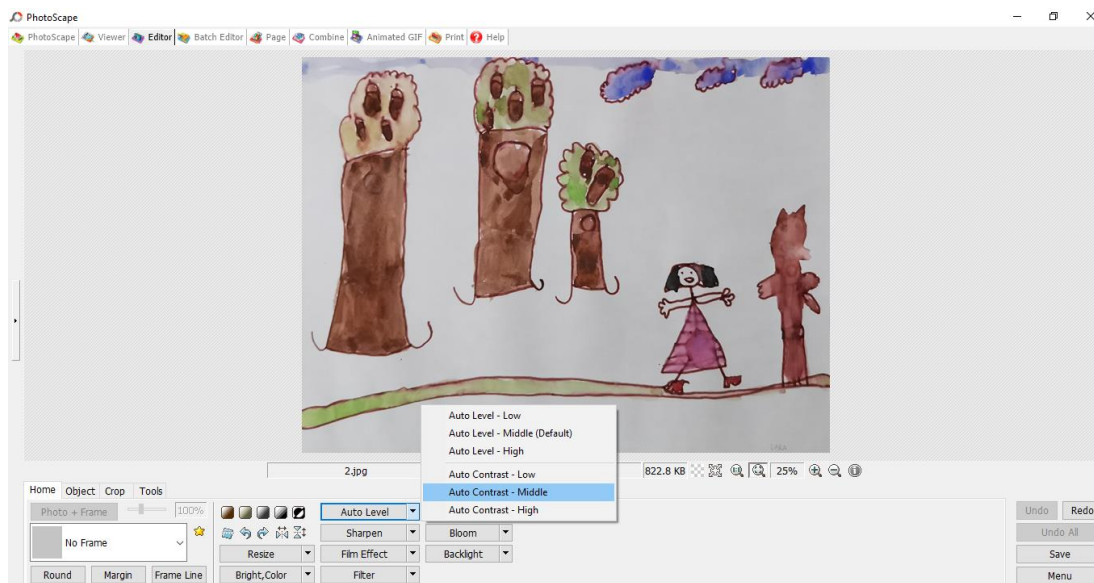 PhotoScape
PhotoScape Viewer Editor Batch Editor Page Combine Animated GIF Print Help
Auto Level - Low
Auto Level - Middle (Default)
Auto Level - High
2.jpg 822.8 KB 25%
Auto Contrast - Low
Auto Contrast - Middle
Auto Contrast - High
Home Object Crop Tools
Photo + Frame 100% Auto Level Undo Redo
No Frame Sharpen Bloom Undo All
Resize Film Effect Backlight Save
Round Margin Frame Line Bright,Color Filter Menu